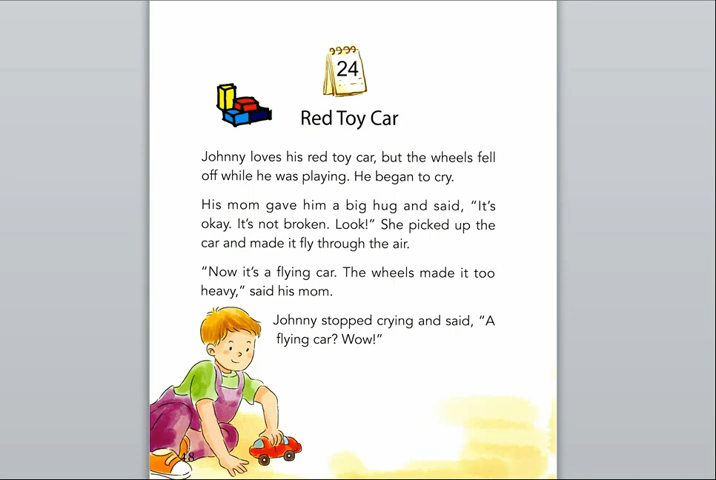 24
Red Toy Car
Johnny loves his red toy car, but the wheels fell
off while he was playing. He began to cry.
His mom gave him a big hug and said, “It’s
okay. It’s not broken. Look!” She picked up the
car and made it fly through the air.
“Now it’s a flying car. The wheels made it too
heavy,” said his mom.
Johnny stopped crying and said, “A
flying car? Wow!”
48